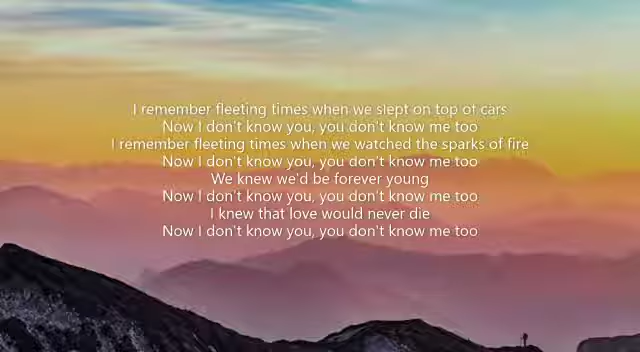 I remember fleeting times when we slept on top of cars
Now I don't know you, you don't know me too
I remember fleeting times when we watched the sparks of fire
Now I don't know you, you don't know me too
We knew we'd be forever young
Now I don't know you, you don't know me too
I knew that love would never die
Now I don't know you, you don't know me too